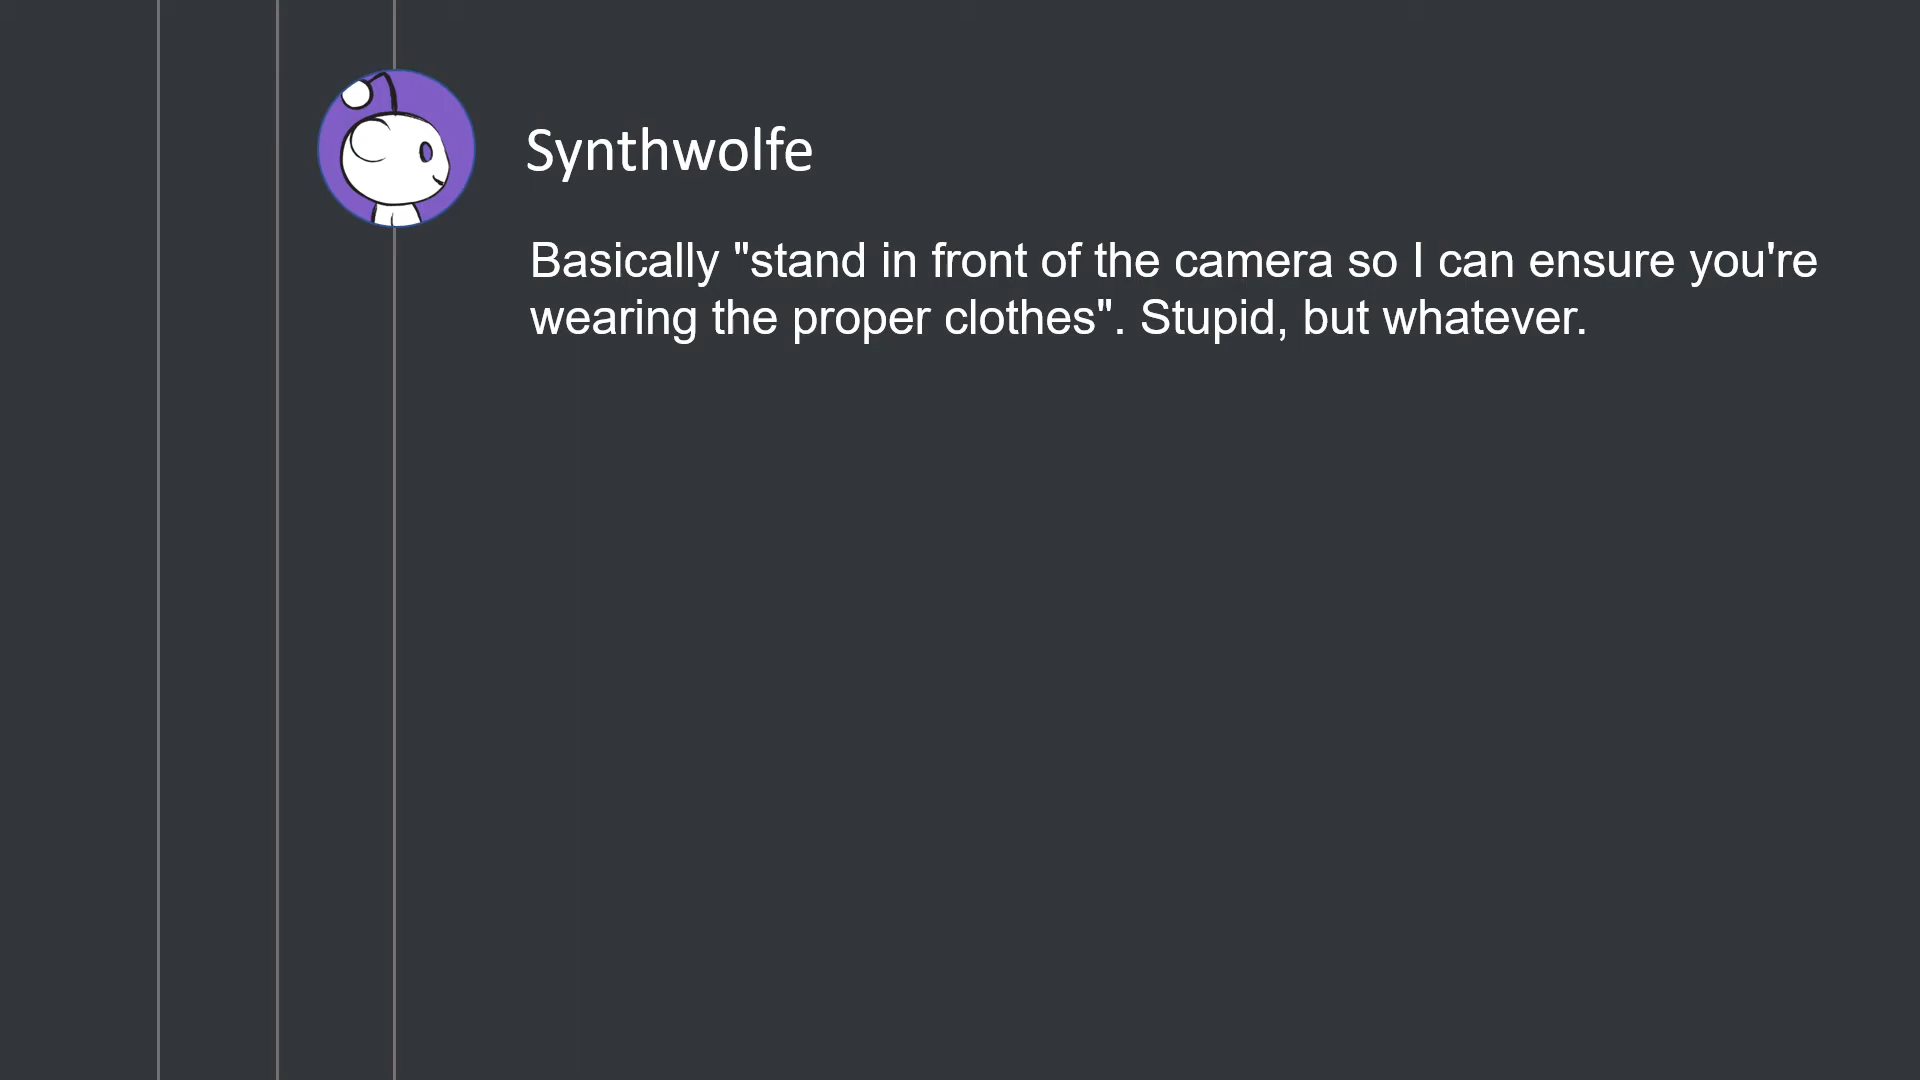 Synthwolfe
Basically "stand in front of the camera so I can ensure you're
wearing the proper clothes". Stupid, but whatever.